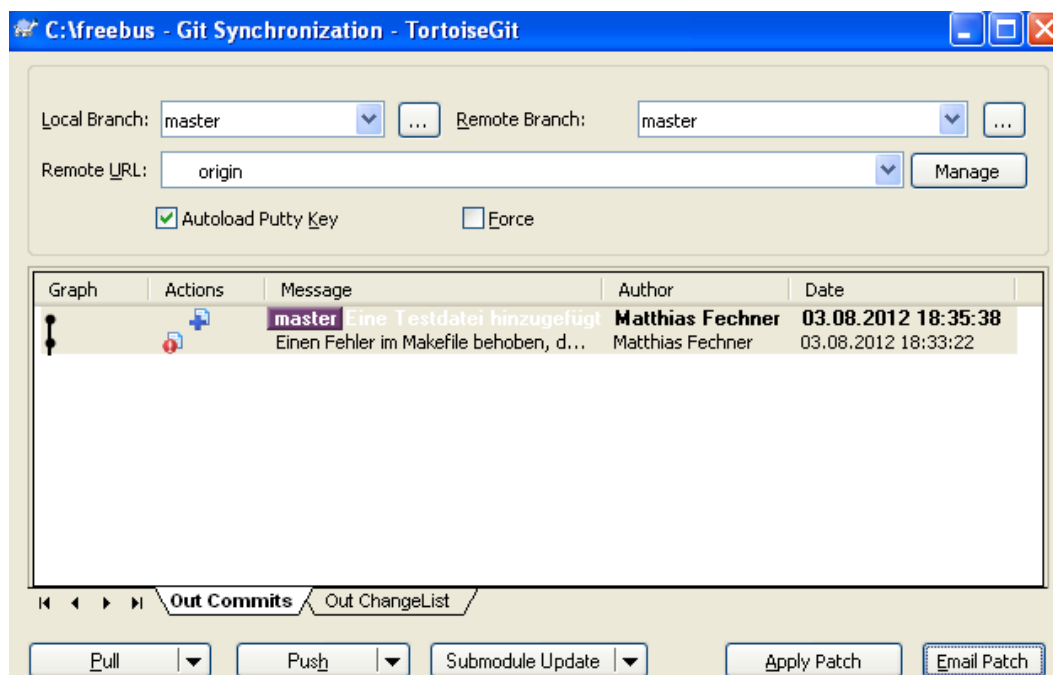 C:\freebus - Git Synchronization - TortoiseGit
Local Branch: master ... Remote Branch: master ...
Remote URL: origin Manage
Autoload Putty Key Force
Graph Actions Message Author Date
master Eine Testdatei hinzugefügt Matthias Fechner 03.08.2012 18:35:38
Einen Fehler im Makefile behoben, d... Matthias Fechner 03.08.2012 18:33:22
Out Commits Out ChangeList
Pull Push Submodule Update Apply Patch Email Patch